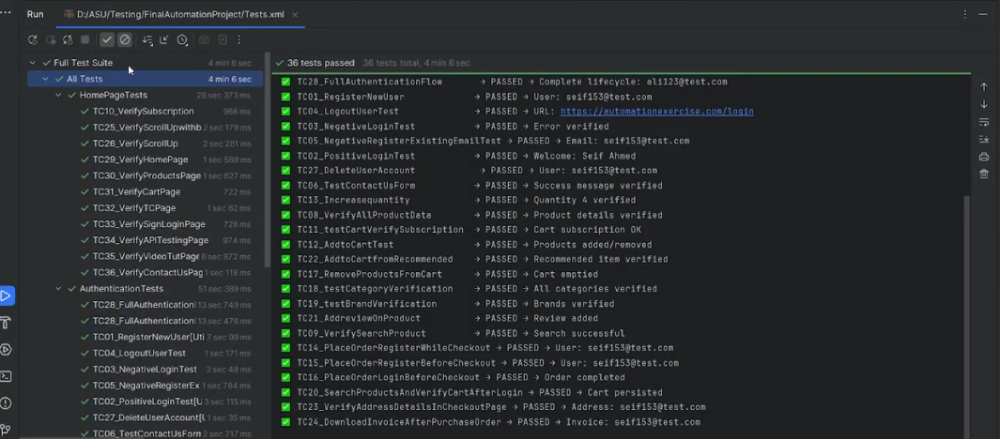 Run D:/ASU/Testing/FinalAutomationProject/Tests.xml
Full Test Suite 4 min 6 sec
All Tests 4 min 6 sec
HomePageTests 28 sec 373 ms
TC10_VerifySubscription 966 ms
TC25_VerifyScrollUpwithb 2 sec 179 ms
TC26_VerifyScrollUp 2 sec 281 ms
TC29_VerifyHomePage 1 sec 569 ms
TC30_VerifyProductsPage 1 sec 627 ms
TC31_VerifyCartPage 722 ms
TC32_VerifyTCPage 1 sec 62 ms
TC33_VerifySignLoginPage 726 ms
TC34_VerifyAPITestingPage 974 ms
TC35_VerifyVideoTutPage 6 sec 872 ms
TC36_VerifyContactUsPag 1 sec 118 ms
AuthenticationTests 51 sec 389 ms
TC28_FullAuthentication 13 sec 749 ms
TC28_FullAuthentication 13 sec 476 ms
TC01_RegisterNewUser[Uti 7 sec 99 ms
TC04_LogoutUserTest 1 sec 171 ms
TC03_NegativeLoginTest 2 sec 48 ms
TC05_NegativeRegisterEx 1 sec 764 ms
TC02_PositiveLoginTest[U 3 sec 115 ms
TC27_DeleteUserAccount[U 1 sec 35 ms
TC06_TestContactUsForm 2 sec 717 ms
36 tests passed 36 tests total, 4 min 6 sec
TC28_FullAuthenticationFlow → PASSED → Complete lifecycle: ali123@test.com
TC01_RegisterNewUser → PASSED → User: seif153@test.com
TC04_LogoutUserTest → PASSED → URL: https://automationexercise.com/login
TC03_NegativeLoginTest → PASSED → Error verified
TC05_NegativeRegisterExistingEmailTest → PASSED → Email: seif153@test.com
TC02_PositiveLoginTest → PASSED → Welcome: Seif Ahmed
TC27_DeleteUserAccount → PASSED → User: seif153@test.com
TC06_TestContactUsForm → PASSED → Success message verified
TC13_Increasequantity → PASSED → Quantity 4 verified
TC08_VerifyAllProductData → PASSED → Product details verified
TC11_testCartVerifySubscription → PASSED → Cart subscription OK
TC12_AddtoCartTest → PASSED → Products added/removed
TC22_AddtoCartfromRecommended → PASSED → Recommended item verified
TC17_RemoveProductsFromCart → PASSED → Cart emptied
TC18_testCategoryVerification → PASSED → All categories verified
TC19_testBrandVerification → PASSED → Brands verified
TC21_AddreviewOnProduct → PASSED → Review added
TC09_VerifySearchProduct → PASSED → Search successful
TC14_PlaceOrderRegisterWhileCheckout → PASSED → User: seif153@test.com
TC15_PlaceOrderRegisterBeforeCheckout → PASSED → User: seif153@test.com
TC16_PlaceOrderLoginBeforeCheckout → PASSED → Order completed
TC20_SearchProductsAndVerifyCartAfterLogin → PASSED → Cart persisted
TC23_VerifyAddressDetailsInCheckoutPage → PASSED → Address: seif153@test.com
TC24_DownloadInvoiceAfterPurchaseOrder → PASSED → Invoice: seif153@test.com